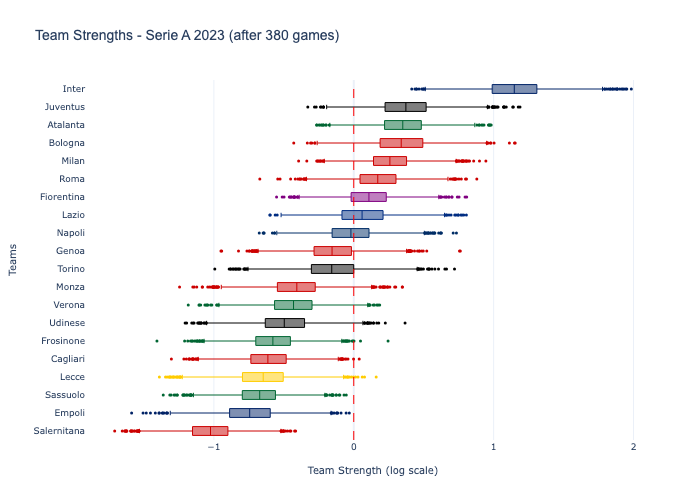 Team Strengths - Serie A 2023 (after 380 games)
Inter
Juventus
Atalanta
Bologna
Milan
Roma
Fiorentina
Lazio
Napoli
Genoa
Torino
Monza
Verona
Udinese
Frosinone
Cagliari
Lecce
Sassuolo
Empoli
Salernitana
Teams
−1 0 1 2
Team Strength (log scale)